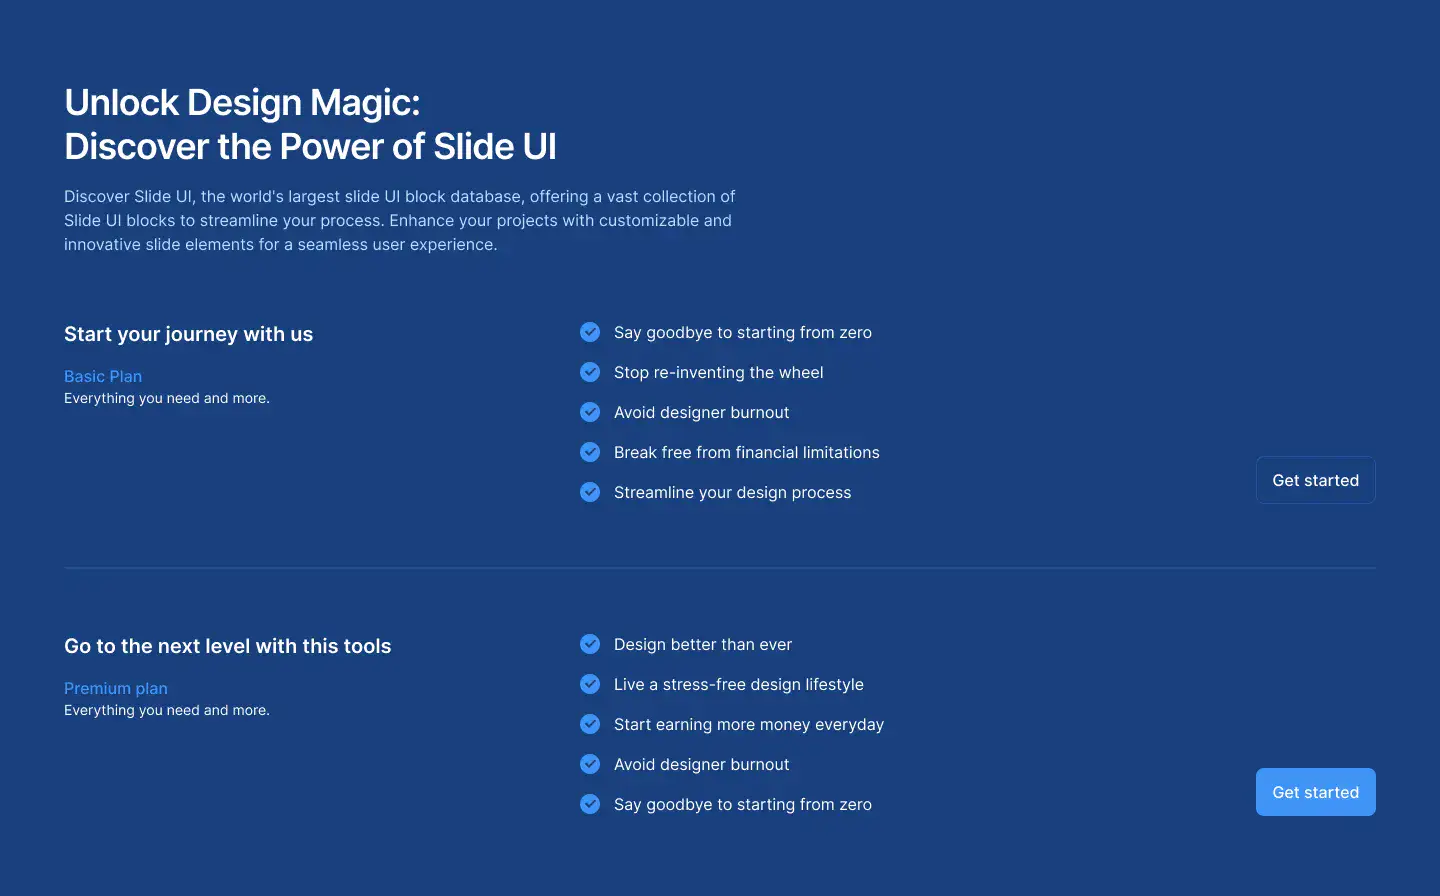 Unlock Design Magic:
Discover the Power of Slide UI
Discover Slide UI, the world's largest slide UI block database, offering a vast collection of
Slide UI blocks to streamline your process. Enhance your projects with customizable and
innovative slide elements for a seamless user experience.
Start your journey with us
Basic Plan
Everything you need and more.
Say goodbye to starting from zero
Stop re-inventing the wheel
Avoid designer burnout
Break free from financial limitations
Streamline your design process
Get started
Go to the next level with this tools
Premium plan
Everything you need and more.
Design better than ever
Live a stress-free design lifestyle
Start earning more money everyday
Avoid designer burnout
Say goodbye to starting from zero
Get started